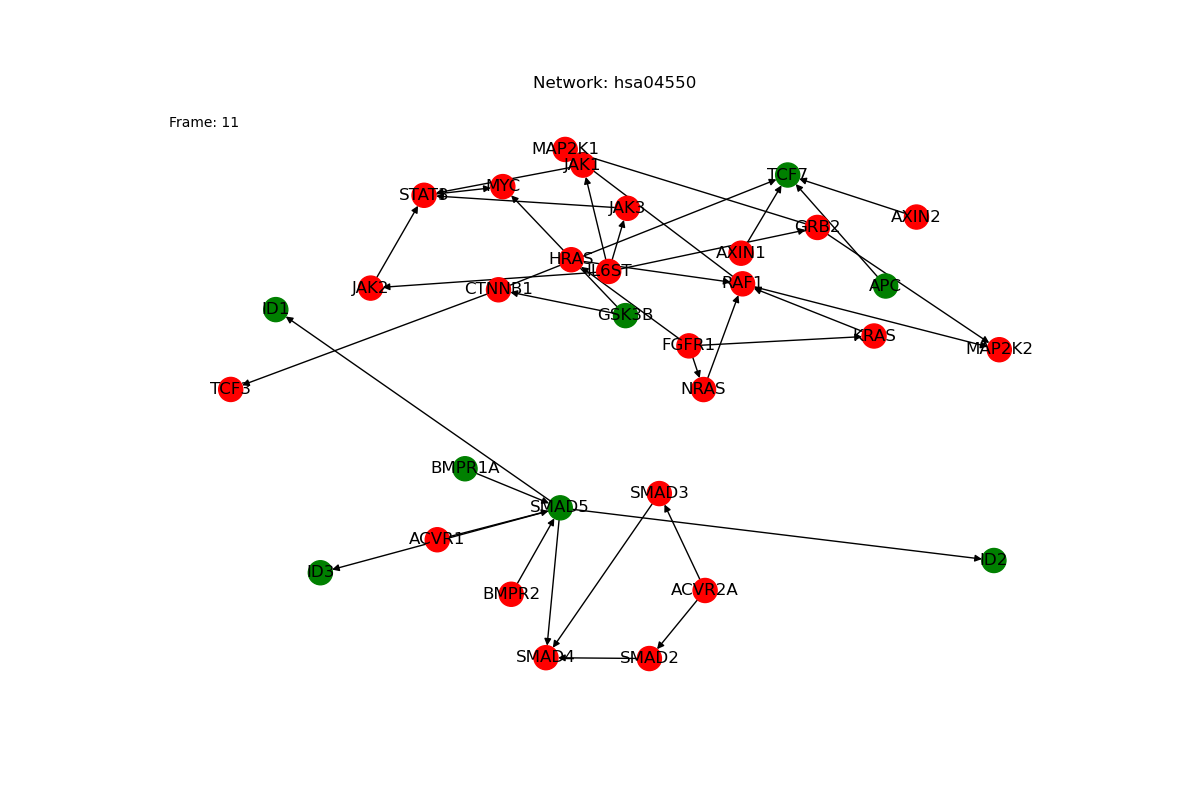 Network: hsa04550
Frame: 11
MAP2K1
JAK1
TCF7
MYC
STAT3
JAK3
AXIN2
GRB2
AXIN1
HRAS
IL6ST
RAF1
APC
JAK2
CTNNB1
ID1
GSK3B
KRAS
FGFR1
MAP2K2
TCF3
NRAS
BMPR1A
SMAD3
SMAD5
ACVR1
ID2
ID3
BMPR2
ACVR2A
SMAD4
SMAD2